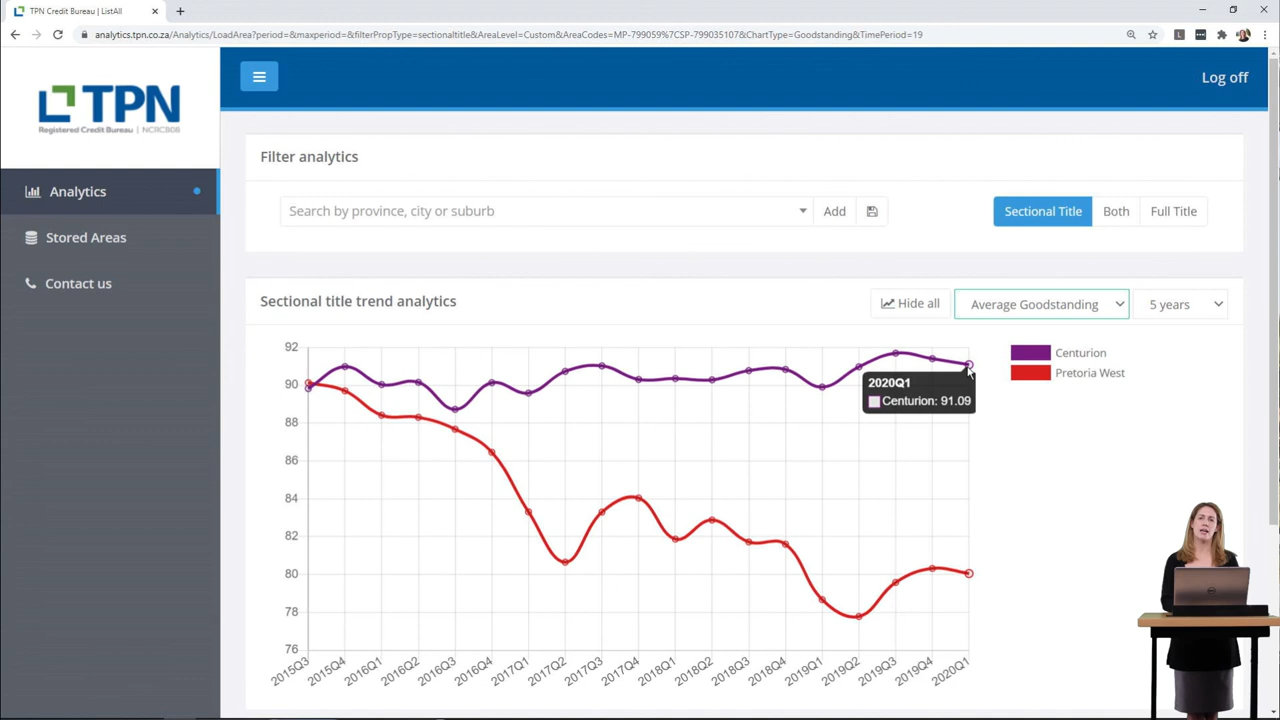 TPN Credit Bureau | ListAll
analytics.tpn.co.za/Analytics/LoadArea?period=&maxperiod=&filterPropType=sectionaltitle&AreaLevel=Custom&AreaCodes=MP-799059%7CSP-799035107&ChartType=Goodstanding&TimePeriod=19
TPN
Registered Credit Bureau | NCRCB08
Log off
Analytics
Stored Areas
Contact us
Filter analytics
Search by province, city or suburb
Add
Sectional Title
Both
Full Title
Sectional title trend analytics
Hide all
Average Goodstanding
5 years
92
90
88
86
84
82
80
78
76
2015Q3
2015Q4
2016Q1
2016Q2
2016Q3
2016Q4
2017Q1
2017Q2
2017Q3
2017Q4
2018Q1
2018Q2
2018Q3
2018Q4
2019Q1
2019Q2
2019Q3
2019Q4
2020Q1
2020Q1
Centurion: 91.09
Centurion
Pretoria West